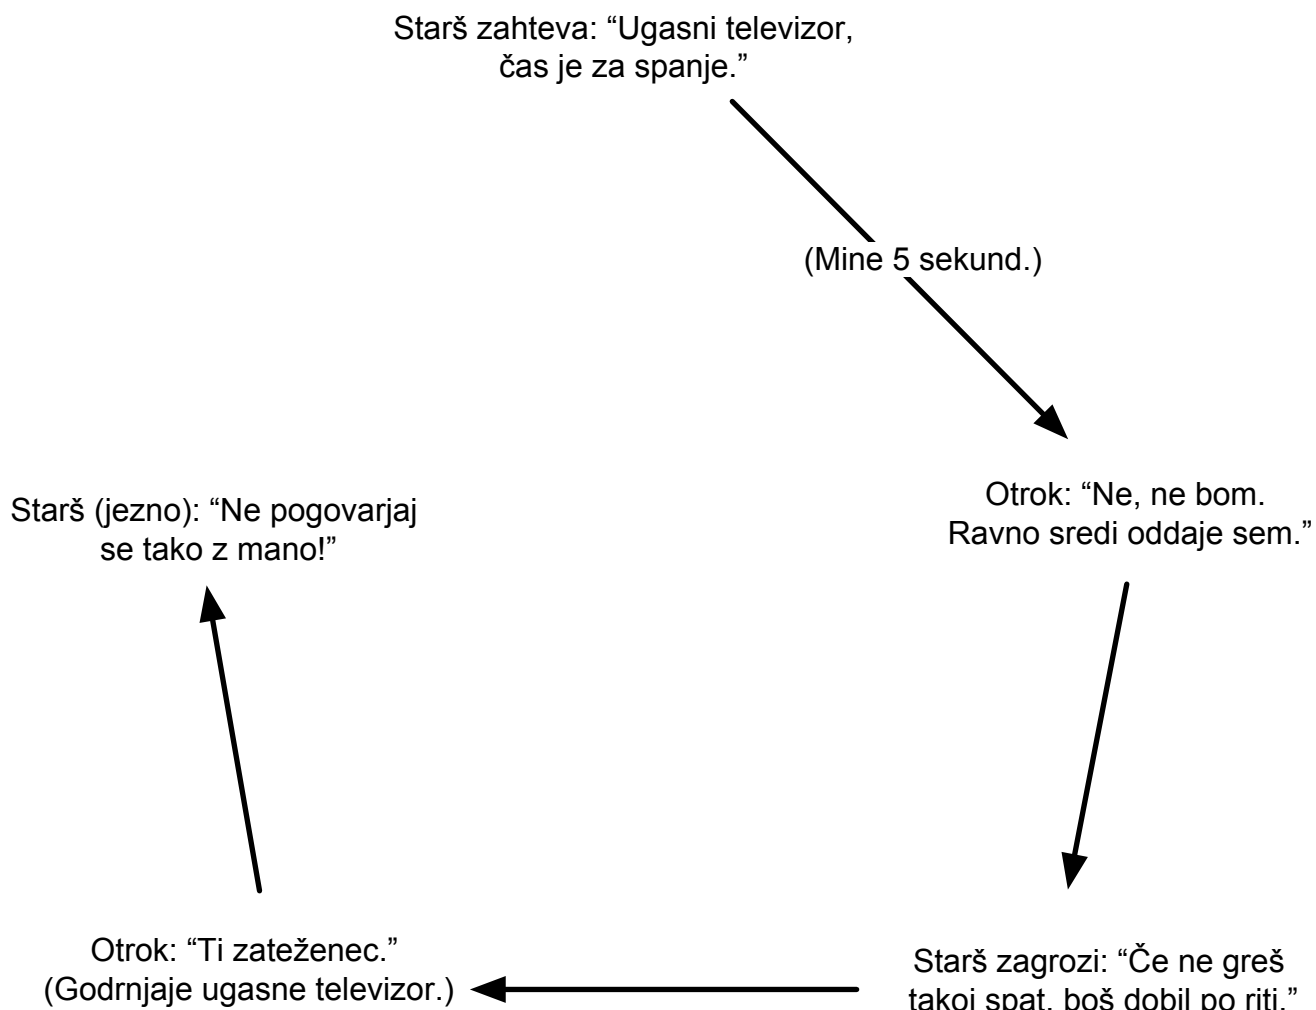 Starš zahteva: “Ugasni televizor,
čas je za spanje.”
(Mine 5 sekund.)
Otrok: “Ne, ne bom.
Ravno sredi oddaje sem.”
Starš zagrozi: “Če ne greš
takoj spat, boš dobil po riti.”
Otrok: “Ti zateženec.”
(Godrnjaje ugasne televizor.)
Starš (jezno): “Ne pogovarjaj
se tako z mano!”